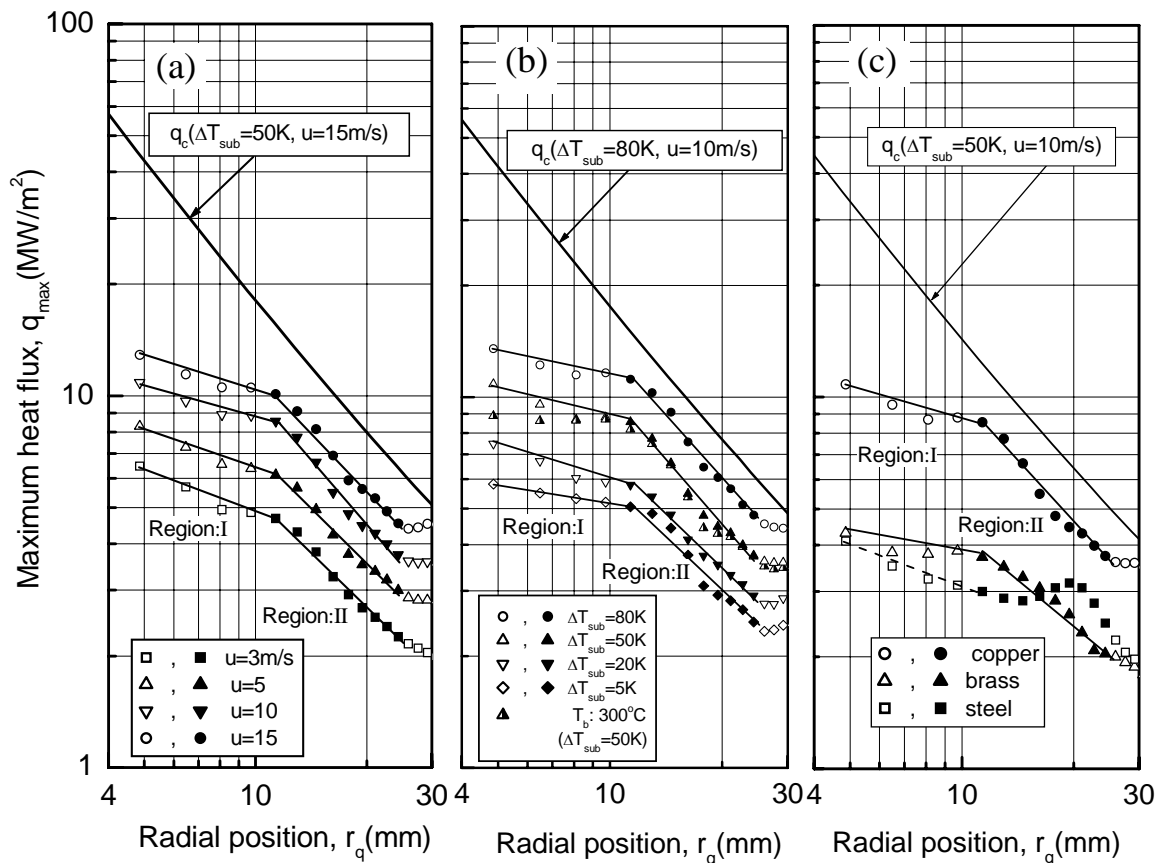 Maximum heat flux, q_max(MW/m²)
100
10
1
(a)
q_c(ΔT_sub=50K, u=15m/s)
Region:I
Region:II
□ , ■ u=3m/s
△ , ▲ u=5
▽ , ▼ u=10
○ , ● u=15
4
10
30
Radial position, r_q(mm)
(b)
q_c(ΔT_sub=80K, u=10m/s)
Region:I
Region:II
○ , ● ΔT_sub=80K
△ , ▲ ΔT_sub=50K
▽ , ▼ ΔT_sub=20K
◇ , ◆ ΔT_sub=5K
T_b: 300°C
(ΔT_sub=50K)
4
10
30
Radial position, r_q(mm)
(c)
q_c(ΔT_sub=50K, u=10m/s)
Region:I
Region:II
○ , ● copper
△ , ▲ brass
□ , ■ steel
4
10
30
Radial position, r_q(mm)